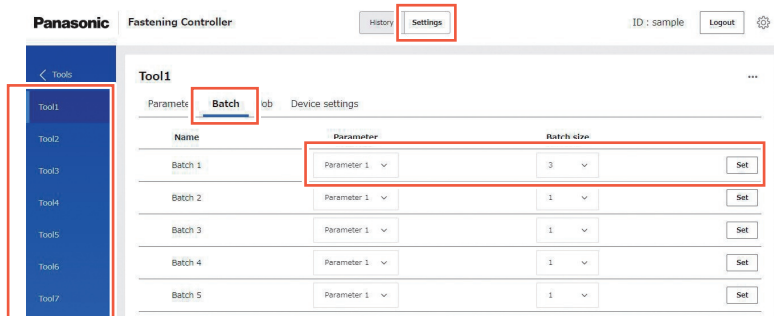 Panasonic Fastening Controller History Settings ID : sample Logout
Tools
Tool1
Tool2
Tool3
Tool4
Tool5
Tool6
Tool7
Tool1
Batch Device settings
Name Parameter Batch size
Batch 1 Parameter 1 3 Set
Batch 2 Parameter 1 1 Set
Batch 3 Parameter 1 1 Set
Batch 4 Parameter 1 1 Set
Batch 5 Parameter 1 1 Set